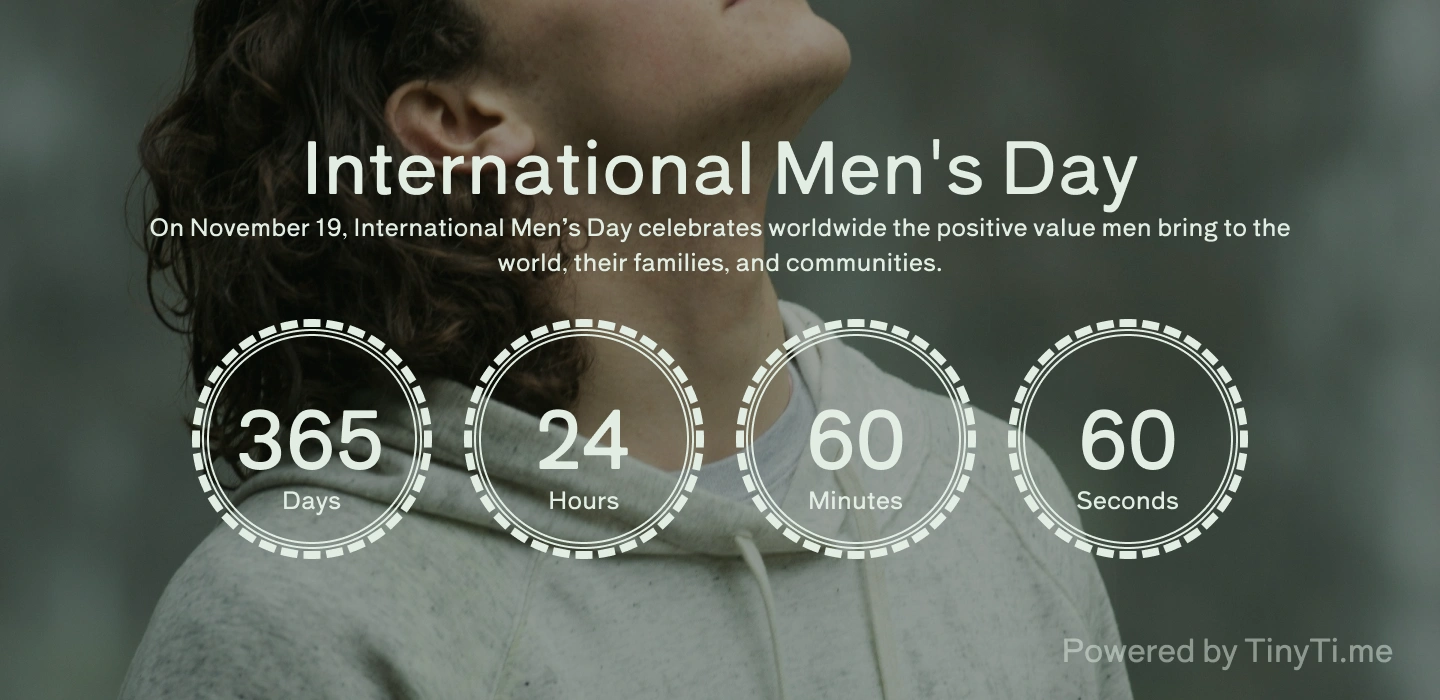 International Men's Day
On November 19, International Men’s Day celebrates worldwide the positive value men bring to the
world, their families, and communities.
365 24 60 60
Days Hours Minutes Seconds
Powered by TinyTi.me